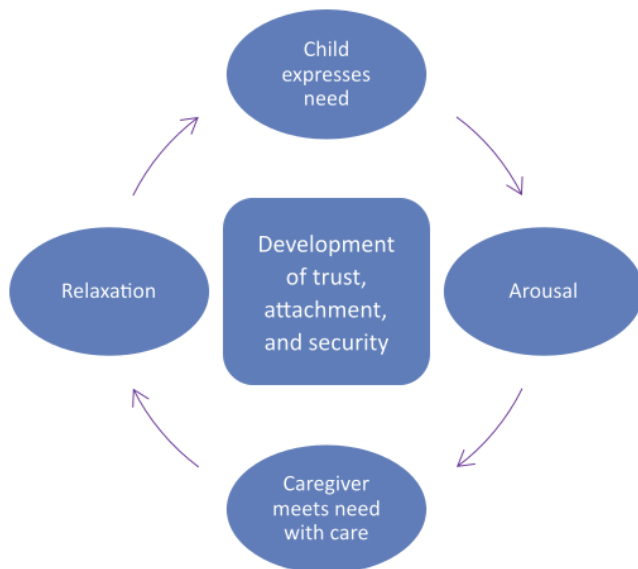 Child
expresses
need
Development
of trust,
attachment,
and security
Relaxation
Arousal
Caregiver
meets need
with care